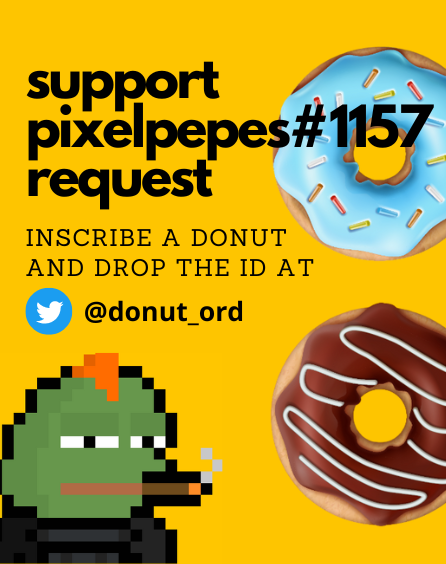 support
pixelpepes#1157
request
INSCRIBE A DONUT
AND DROP THE ID AT
@donut_ord